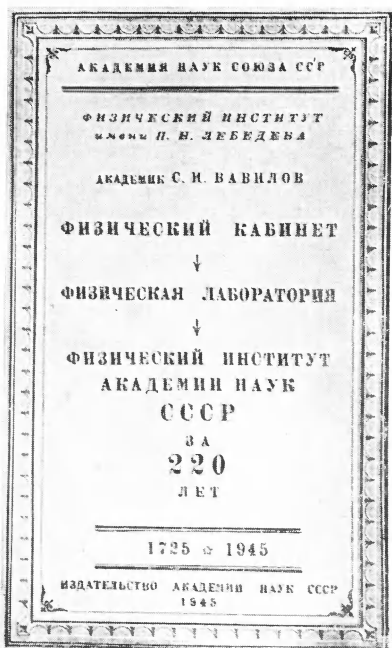 АКАДЕМИЯ НАУК СОЮЗА ССР
ФИЗИЧЕСКИЙ ИНСТИТУТ
имени П. Н. ЛЕБЕДЕВА
АКАДЕМИК С. И. ВАВИЛОВ
ФИЗИЧЕСКИЙ КАБИНЕТ
↓
ФИЗИЧЕСКАЯ ЛАБОРАТОРИЯ
↓
ФИЗИЧЕСКИЙ ИНСТИТУТ
АКАДЕМИИ НАУК
СССР
ЗА
220
ЛЕТ
1725 ☆ 1945
ИЗДАТЕЛЬСТВО АКАДЕМИИ НАУК СССР
1945